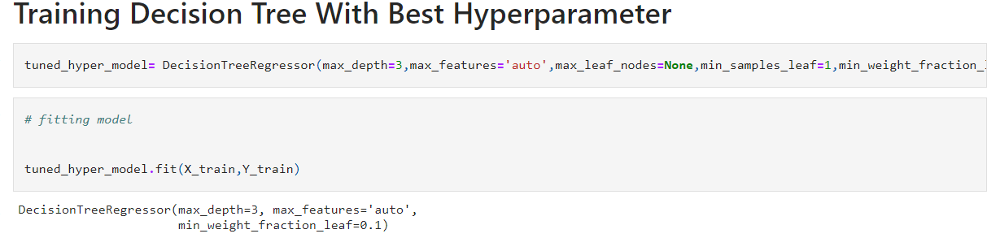 Training Decision Tree With Best Hyperparameter
tuned_hyper_model= DecisionTreeRegressor(max_depth=3,max_features='auto',max_leaf_nodes=None,min_samples_leaf=1,min_weight_fraction_
# fitting model
tuned_hyper_model.fit(X_train,Y_train)
DecisionTreeRegressor(max_depth=3, max_features='auto',
min_weight_fraction_leaf=0.1)